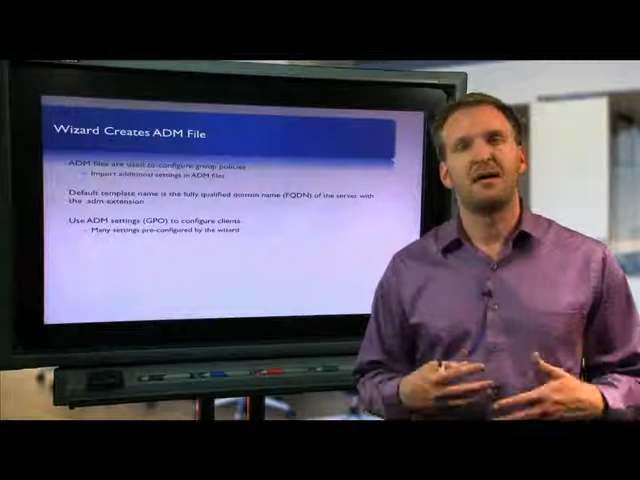 Wizard Creates ADM File
ADM files are used to configure group policies
– Import additional settings in ADM files
Default template name is the fully qualified domain name (FQDN) of the server with
the .adm extension
Use ADM settings (GPO) to configure clients
– Many settings pre-configured by the wizard